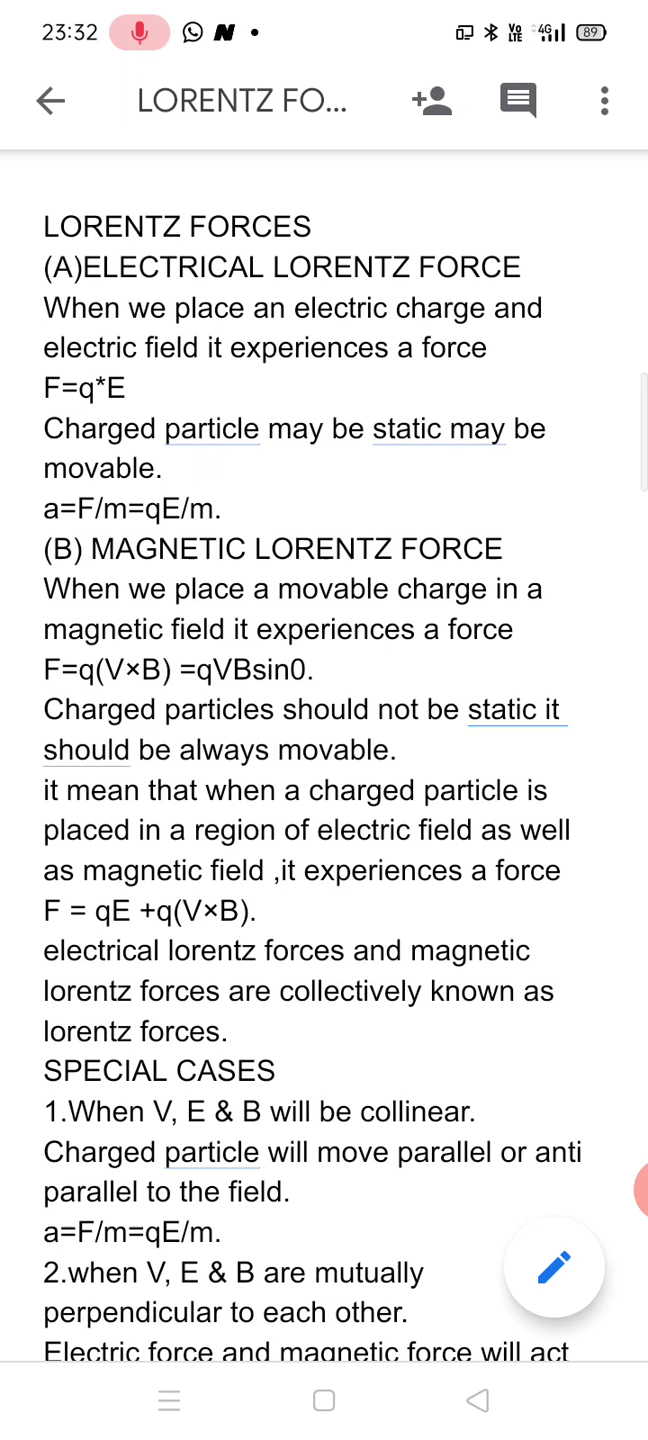 23:32 N VO LTE 4G 89
LORENTZ FO...
LORENTZ FORCES
(A)ELECTRICAL LORENTZ FORCE
When we place an electric charge and
electric field it experiences a force
F=q*E
Charged particle may be static may be
movable.
a=F/m=qE/m.
(B) MAGNETIC LORENTZ FORCE
When we place a movable charge in a
magnetic field it experiences a force
F=q(V×B) =qVBsin0.
Charged particles should not be static it
should be always movable.
it mean that when a charged particle is
placed in a region of electric field as well
as magnetic field ,it experiences a force
F = qE +q(V×B).
electrical lorentz forces and magnetic
lorentz forces are collectively known as
lorentz forces.
SPECIAL CASES
1.When V, E & B will be collinear.
Charged particle will move parallel or anti
parallel to the field.
a=F/m=qE/m.
2.when V, E & B are mutually
perpendicular to each other.
Electric force and magnetic force will act